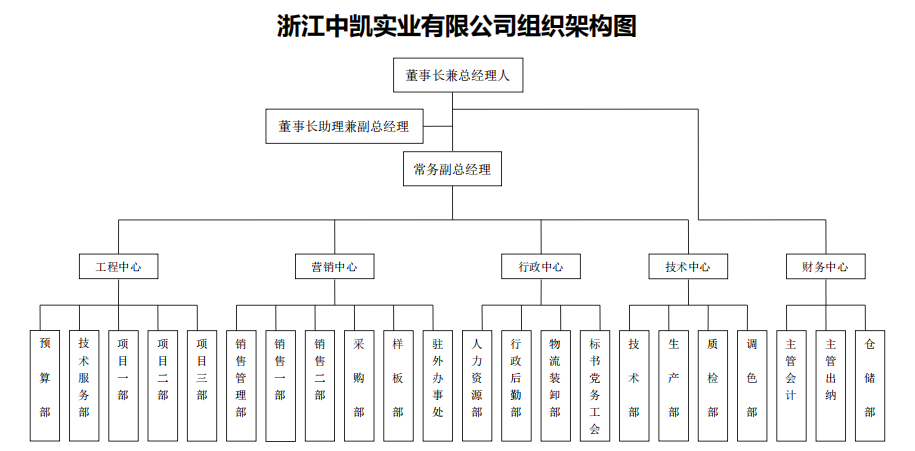 浙江中凯实业有限公司组织架构图
董事长兼总经理人
董事长助理兼副总经理
常务副总经理
工程中心
营销中心
行政中心
技术中心
财务中心
预算部
技术服务部
项目一部
项目二部
项目三部
销售管理部
销售一部
销售二部
采购部
样板部
驻外办事处
人力资源部
行政后勤部
物流装卸部
标书党务工会
技术部
生产部
质检部
调色部
主管会计
主管出纳
仓储部